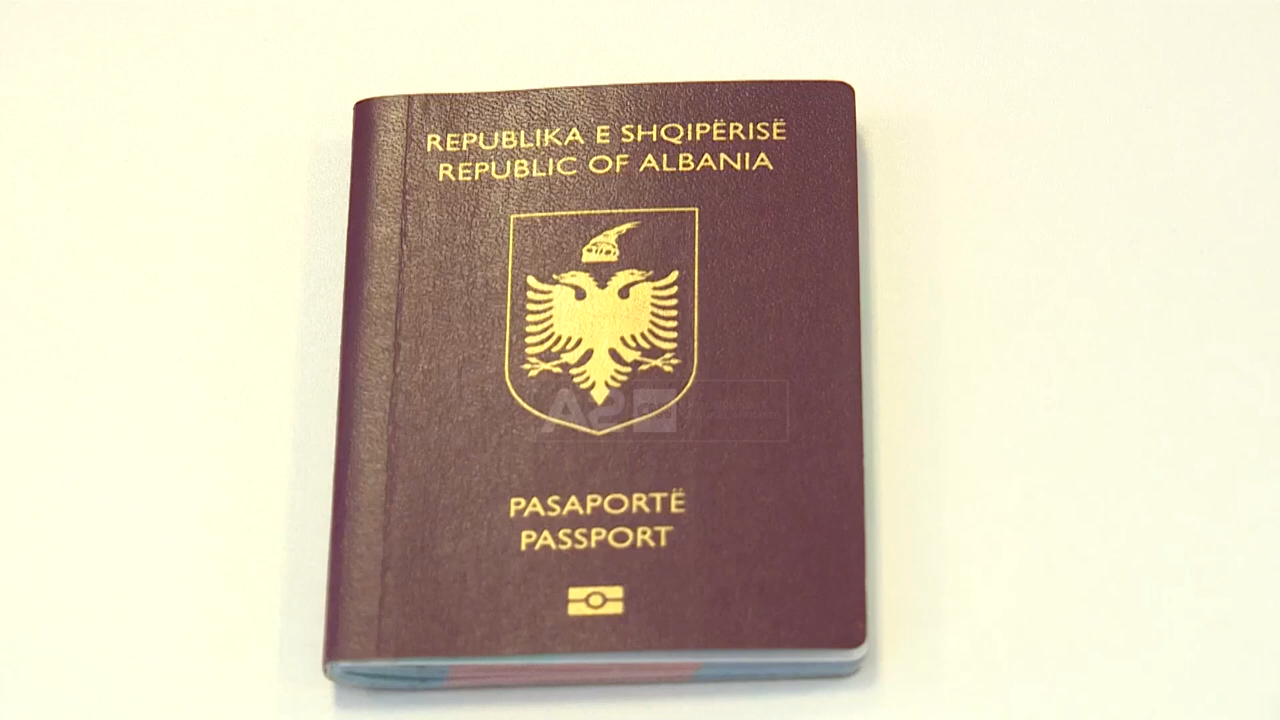 REPUBLIKA E SHQIPËRISË
REPUBLIC OF ALBANIA
PASAPORTË
PASSPORT